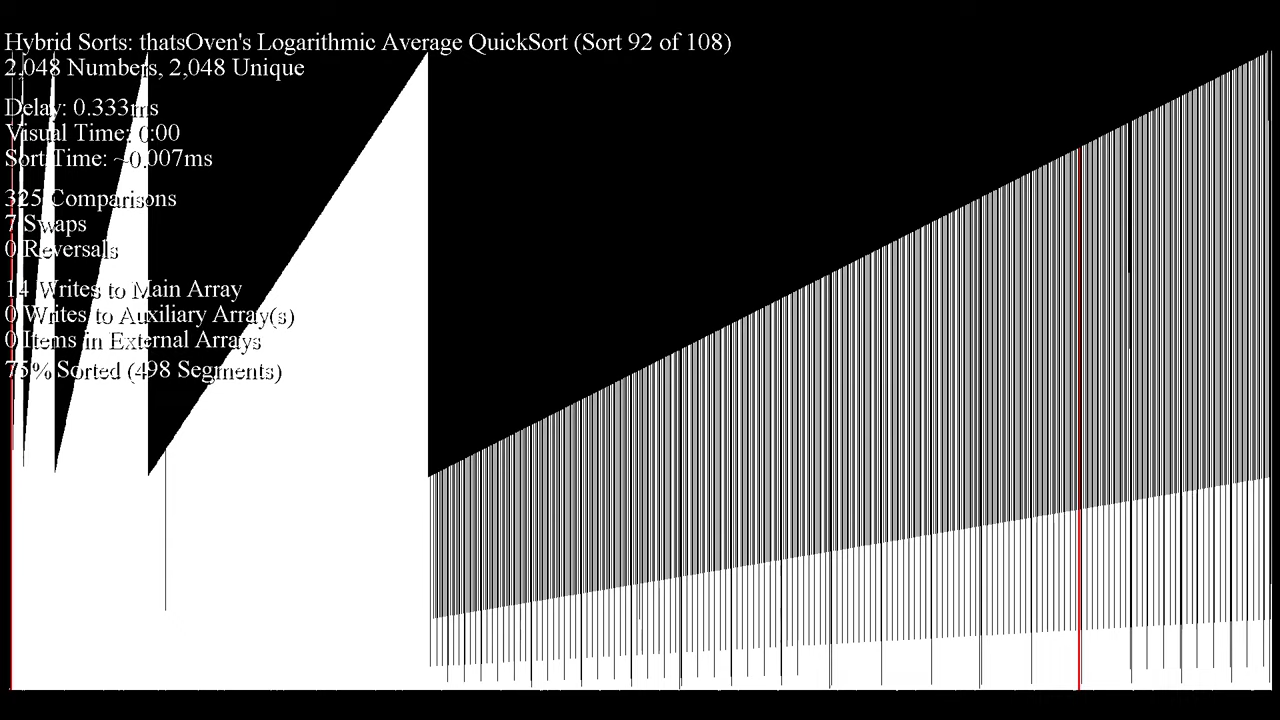 Hybrid Sorts: thatsOven's Logarithmic Average QuickSort (Sort 92 of 108)
2,048 Numbers, 2,048 Unique
Delay: 0.333ms
Visual Time: 0:00
Sort Time: ~0.007ms
325 Comparisons
7 Swaps
0 Reversals
14 Writes to Main Array
0 Writes to Auxiliary Array(s)
0 Items in External Arrays
75% Sorted (498 Segments)